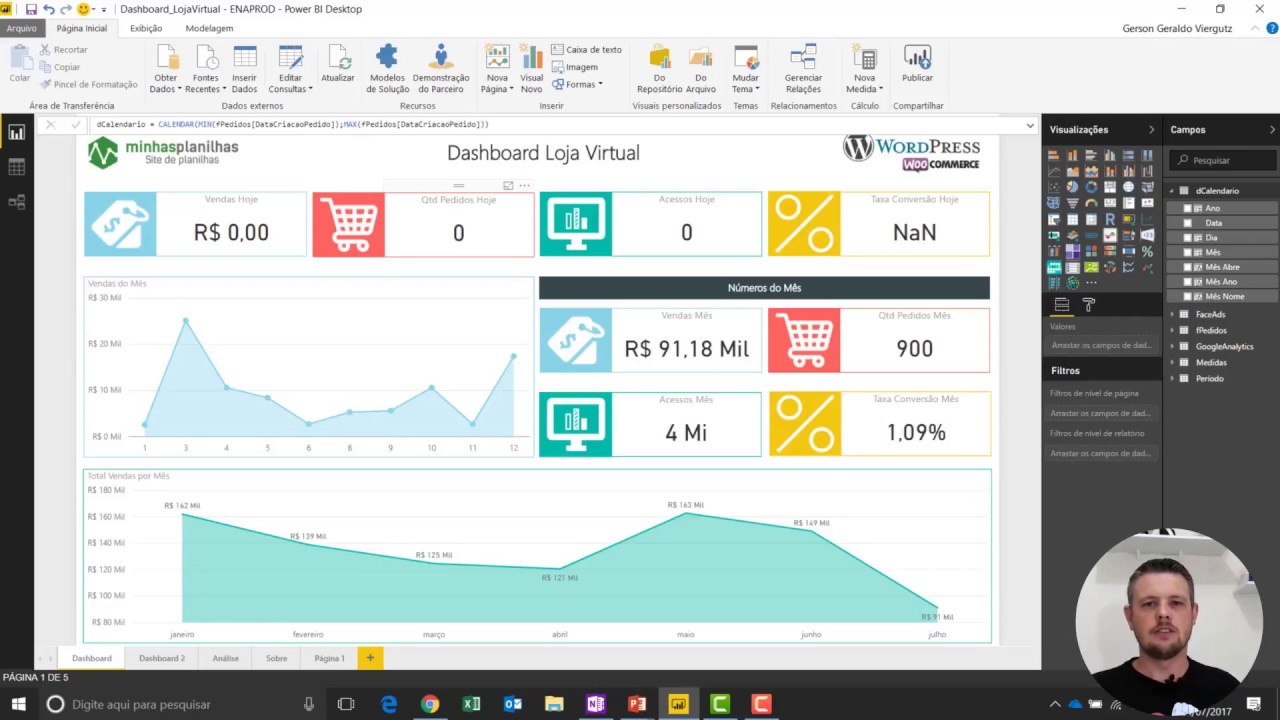 Dashboard_LojaVirtual - ENAPROD - Power BI Desktop
Arquivo
Página Inicial
Exibição
Modelagem
Gerson Geraldo Viergutz
Colar
Recortar
Copiar
Pincel de Formatação
Área de Transferência
Obter Dados
Fontes Recentes
Inserir Dados
Editar Consultas
Atualizar
Dados externos
Modelos de Solução
Demonstração do Parceiro
Recursos
Nova Página
Visual Novo
Caixa de texto
Imagem
Formas
Inserir
Do Repositório
Do Arquivo
Visuais personalizados
Mudar Tema
Temas
Gerenciar Relações
Relacionamentos
Nova Medida
Cálculo
Publicar
Compartilhar
dCalendario = CALENDAR(MIN(fPedidos[DataCriacaoPedido]);MAX(fPedidos[DataCriacaoPedido]))
minhasplanilhas
Site de planilhas
Dashboard Loja Virtual
WORDPRESS
WOO COMMERCE
Vendas Hoje
R$ 0,00
Qtd Pedidos Hoje
0
Acessos Hoje
0
Taxa Conversão Hoje
NaN
Vendas do Mês
R$ 30 Mil
R$ 20 Mil
R$ 10 Mil
R$ 0 Mil
1 3 4 5 6 8 9 10 11 12
Números do Mês
Vendas Mês
R$ 91,18 Mil
Qtd Pedidos Mês
900
Acessos Mês
4 Mi
Taxa Conversão Mês
1,09%
Total Vendas por Mês
R$ 180 Mil
R$ 160 Mil
R$ 140 Mil
R$ 120 Mil
R$ 100 Mil
R$ 80 Mil
R$ 162 Mil
R$ 139 Mil
R$ 125 Mil
R$ 121 Mil
R$ 163 Mil
R$ 149 Mil
R$ 91 Mil
janeiro fevereiro março abril maio junho julho
Visualizações
R
Valores
Arrastar os campos de dad...
Filtros
Filtros de nível de página
Arrastar os campos de dad...
Filtros de nível de relatório
Arrastar os campos de dad...
Campos
Pesquisar
dCalendario
Ano
Data
Dia
Mês
Mês Abre
Mês Ano
Mês Nome
FaceAds
fPedidos
GoogleAnalytics
Medidas
Periodo
Dashboard
Dashboard 2
Análise
Sobre
Página 1
PÁGINA 1 DE 5
Digite aqui para pesquisar
/07/2017